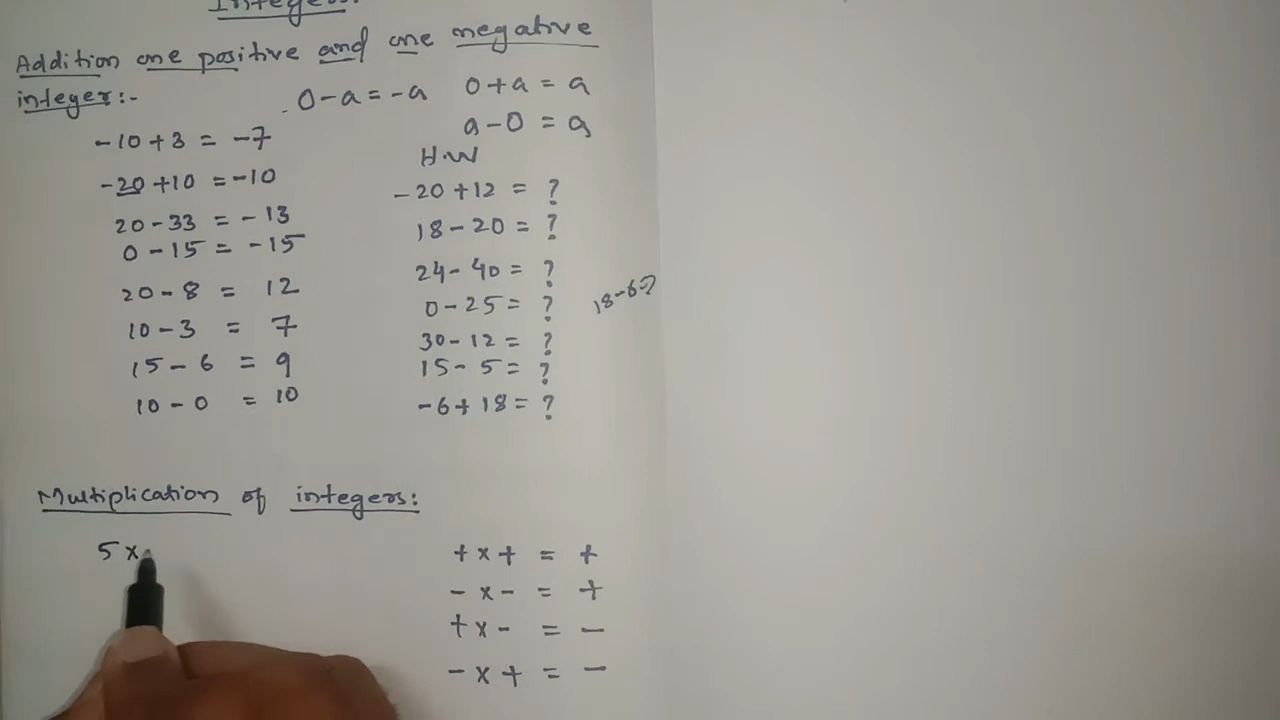 Integers:
Addition one positive and one negative
integer:-
0-a=-a
0+a = a
a-0 = a
-10+3 = -7
-20+10 =-10
20-33 = -13
0-15 = -15
20-8 = 12
10-3 = 7
15-6 = 9
10-0 = 10
H.W
-20+12 = ?
18-20 = ?
24-40 = ?
0-25 = ?
18-6=?
30-12 = ?
15-5 = ?
-6+18 = ?
Multiplication of integers:
5x
+x+ = +
-x- = +
+x- = -
-x+ = -